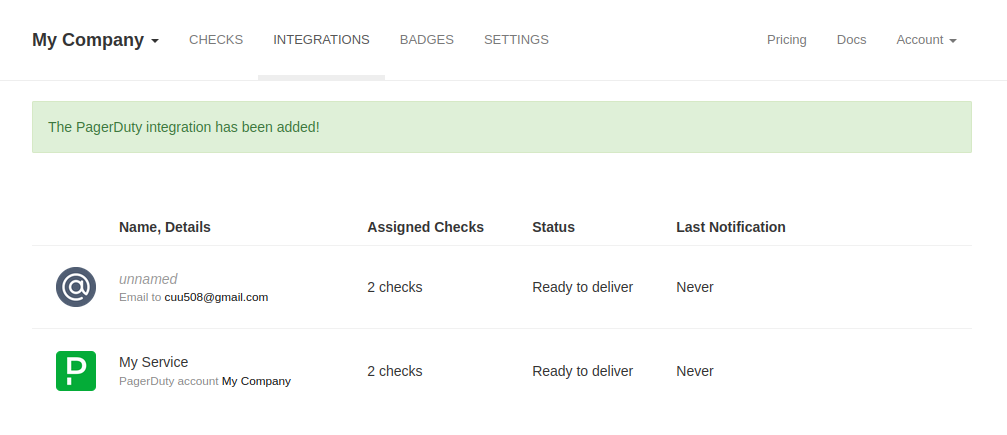 My Company CHECKS INTEGRATIONS BADGES SETTINGS Pricing Docs Account
The PagerDuty integration has been added!
Name, Details Assigned Checks Status Last Notification
unnamed
Email to cuu508@gmail.com
2 checks Ready to deliver Never
My Service
PagerDuty account My Company
2 checks Ready to deliver Never